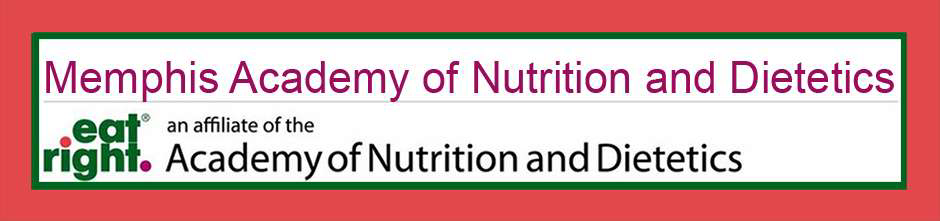 Memphis Academy of Nutrition and Dietetics
eat® an affiliate of the
right. Academy of Nutrition and Dietetics